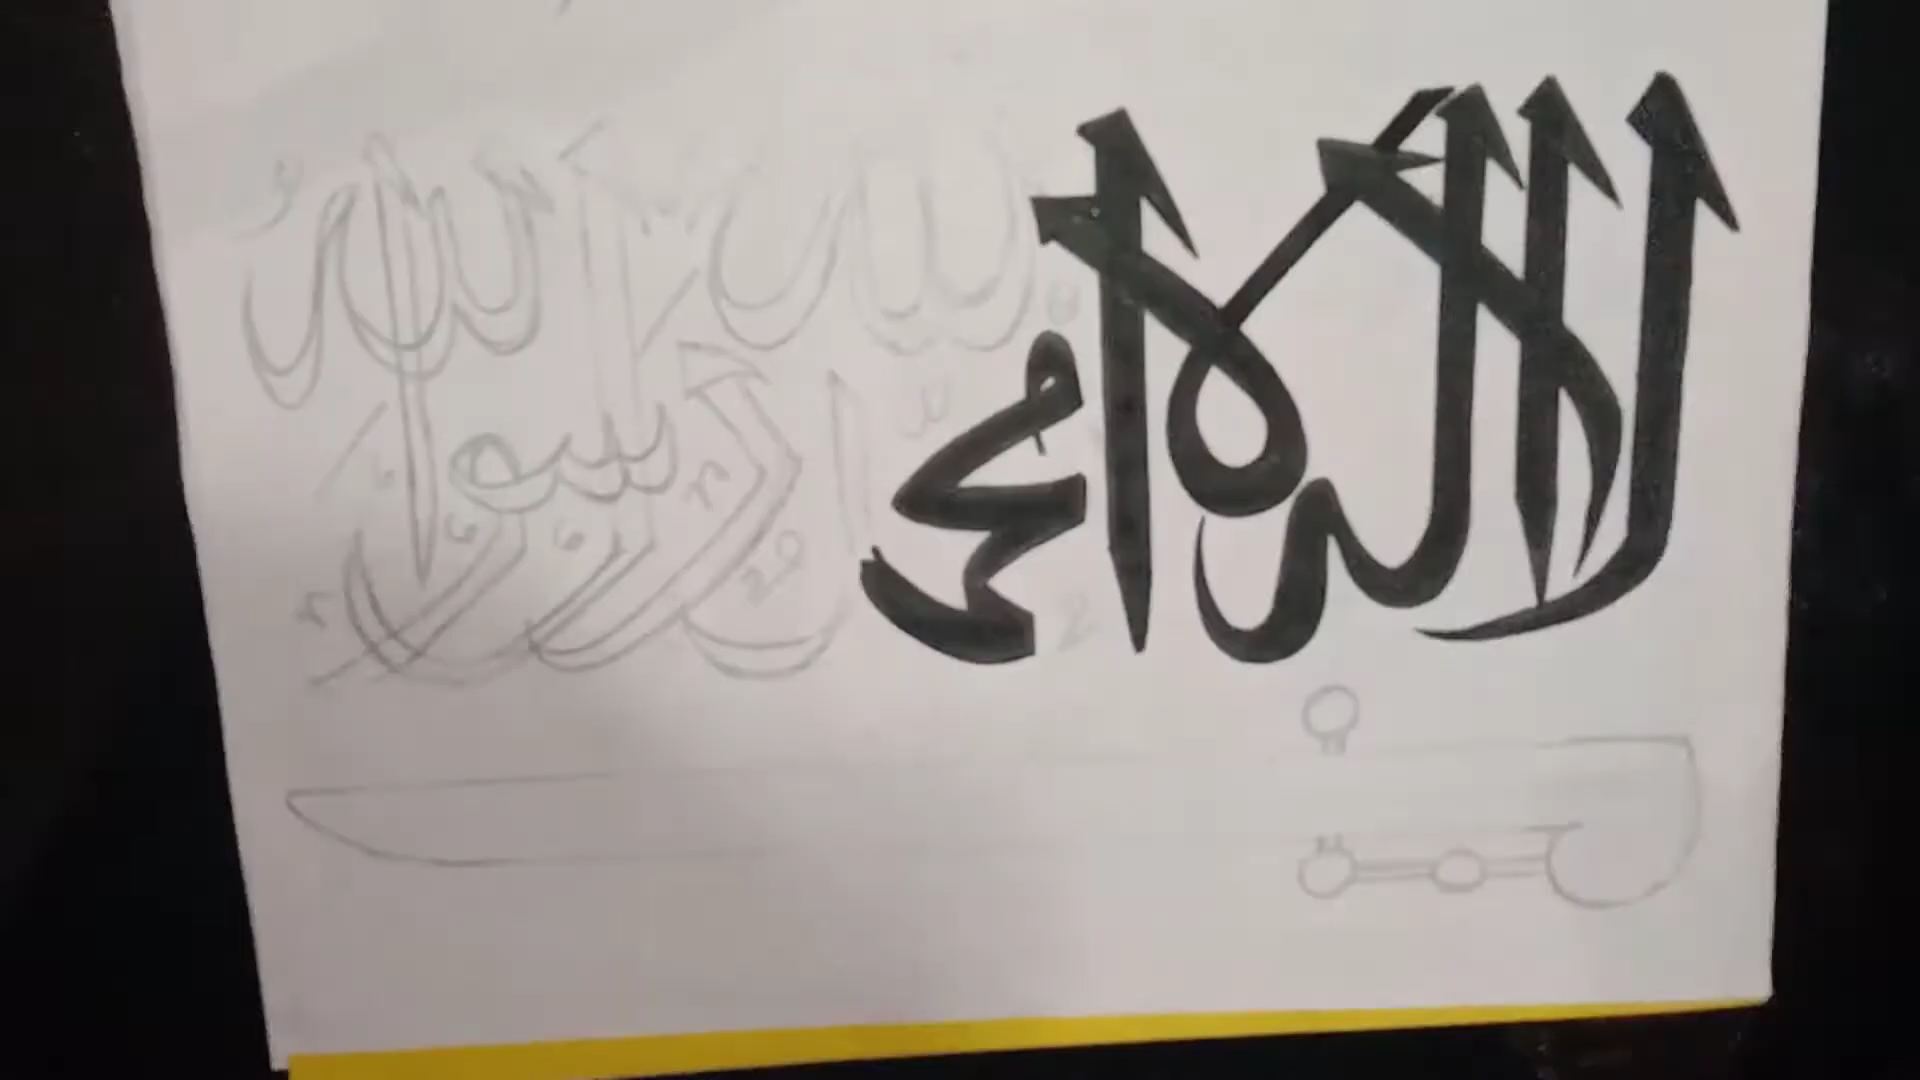 لا اله الا الله محمد رسول الله